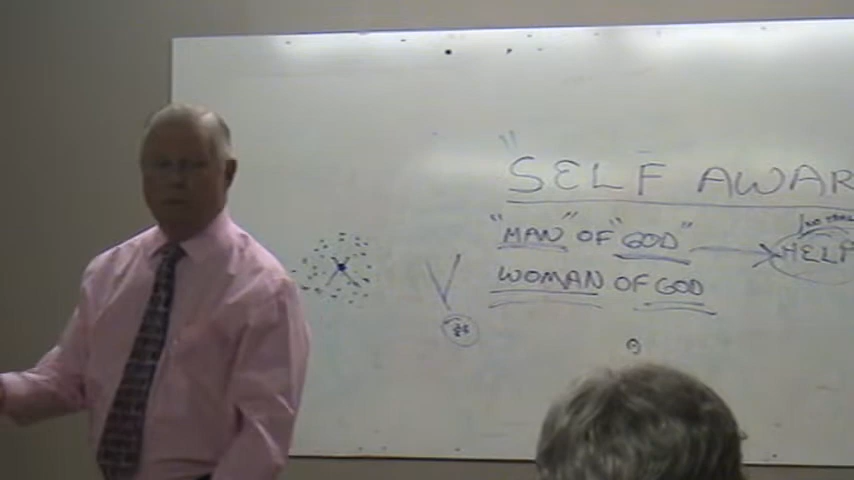 "SELF AWAR
"MAN" OF "GOD" HELP
WOMAN OF GOD